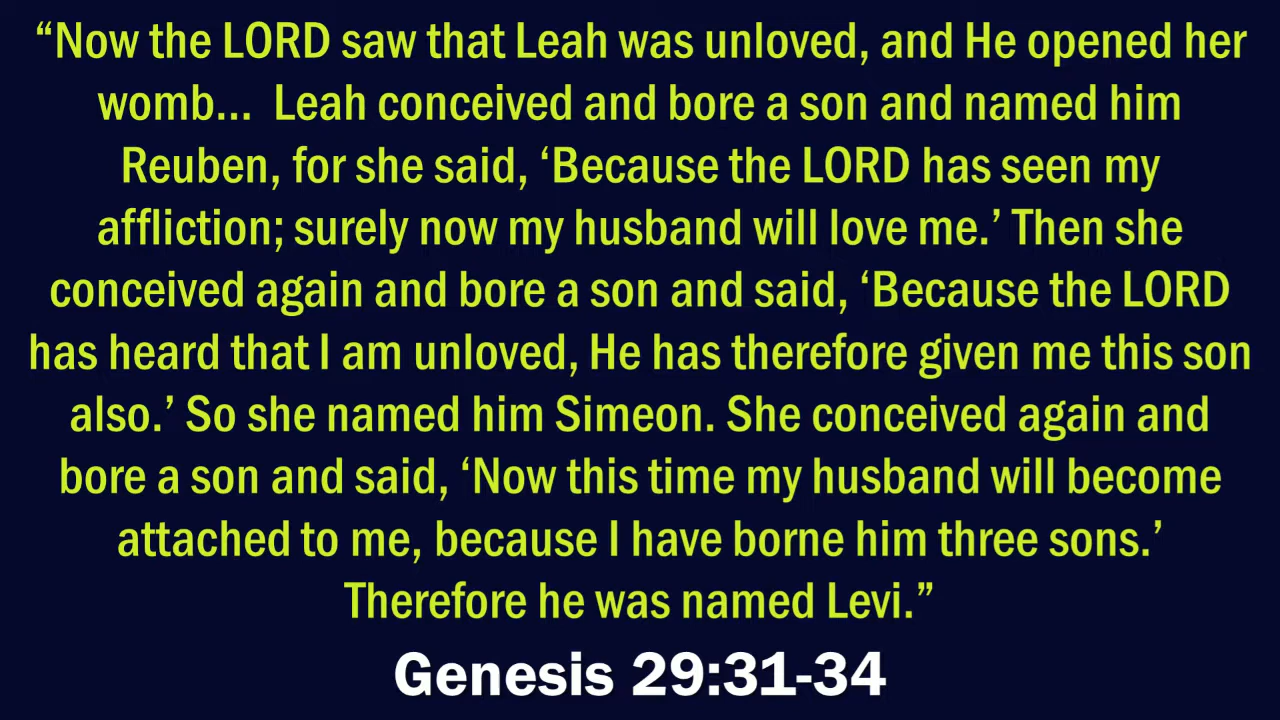 “Now the LORD saw that Leah was unloved, and He opened her
womb... Leah conceived and bore a son and named him
Reuben, for she said, ‘Because the LORD has seen my
affliction; surely now my husband will love me.’ Then she
conceived again and bore a son and said, ‘Because the LORD
has heard that I am unloved, He has therefore given me this son
also.’ So she named him Simeon. She conceived again and
bore a son and said, ‘Now this time my husband will become
attached to me, because I have borne him three sons.’
Therefore he was named Levi.”
Genesis 29:31-34